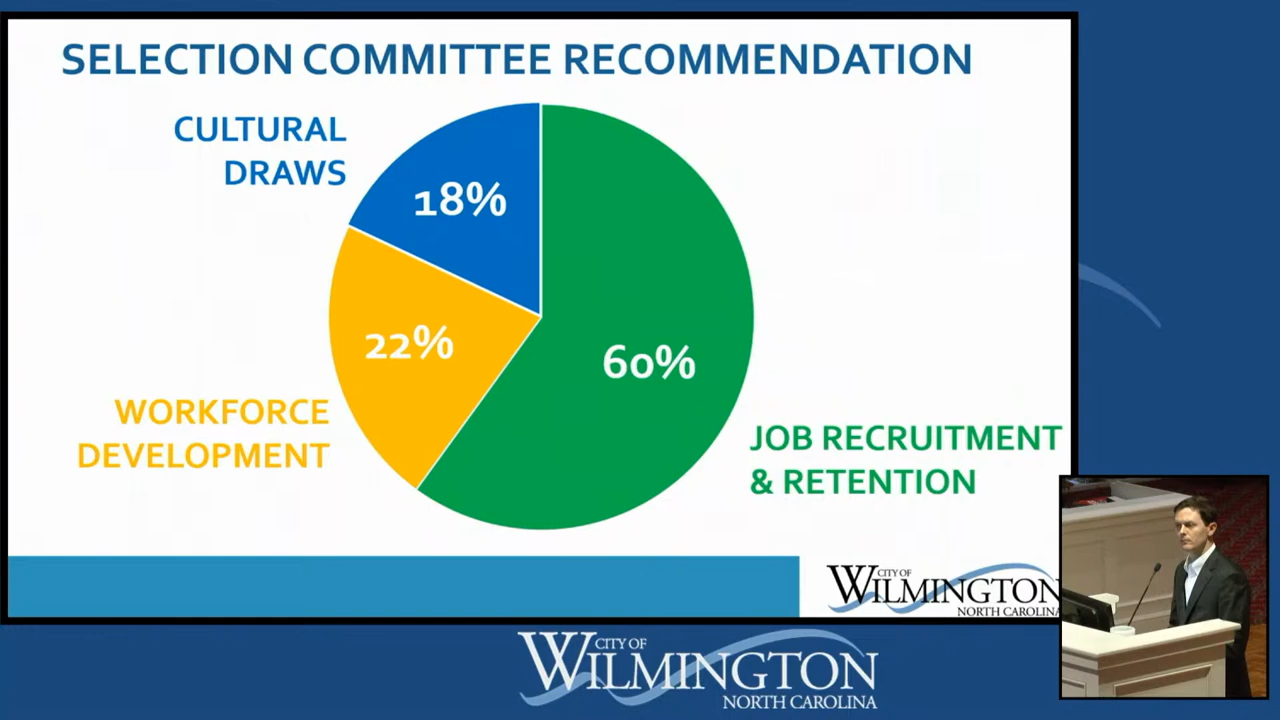 SELECTION COMMITTEE RECOMMENDATION
CULTURAL
DRAWS
18%
22%
60%
WORKFORCE
DEVELOPMENT
JOB RECRUITMENT
& RETENTION
CITY OF
WILMINGTON
NORTH CAROLINA
CITY OF
WILMINGTON
NORTH CAROLINA